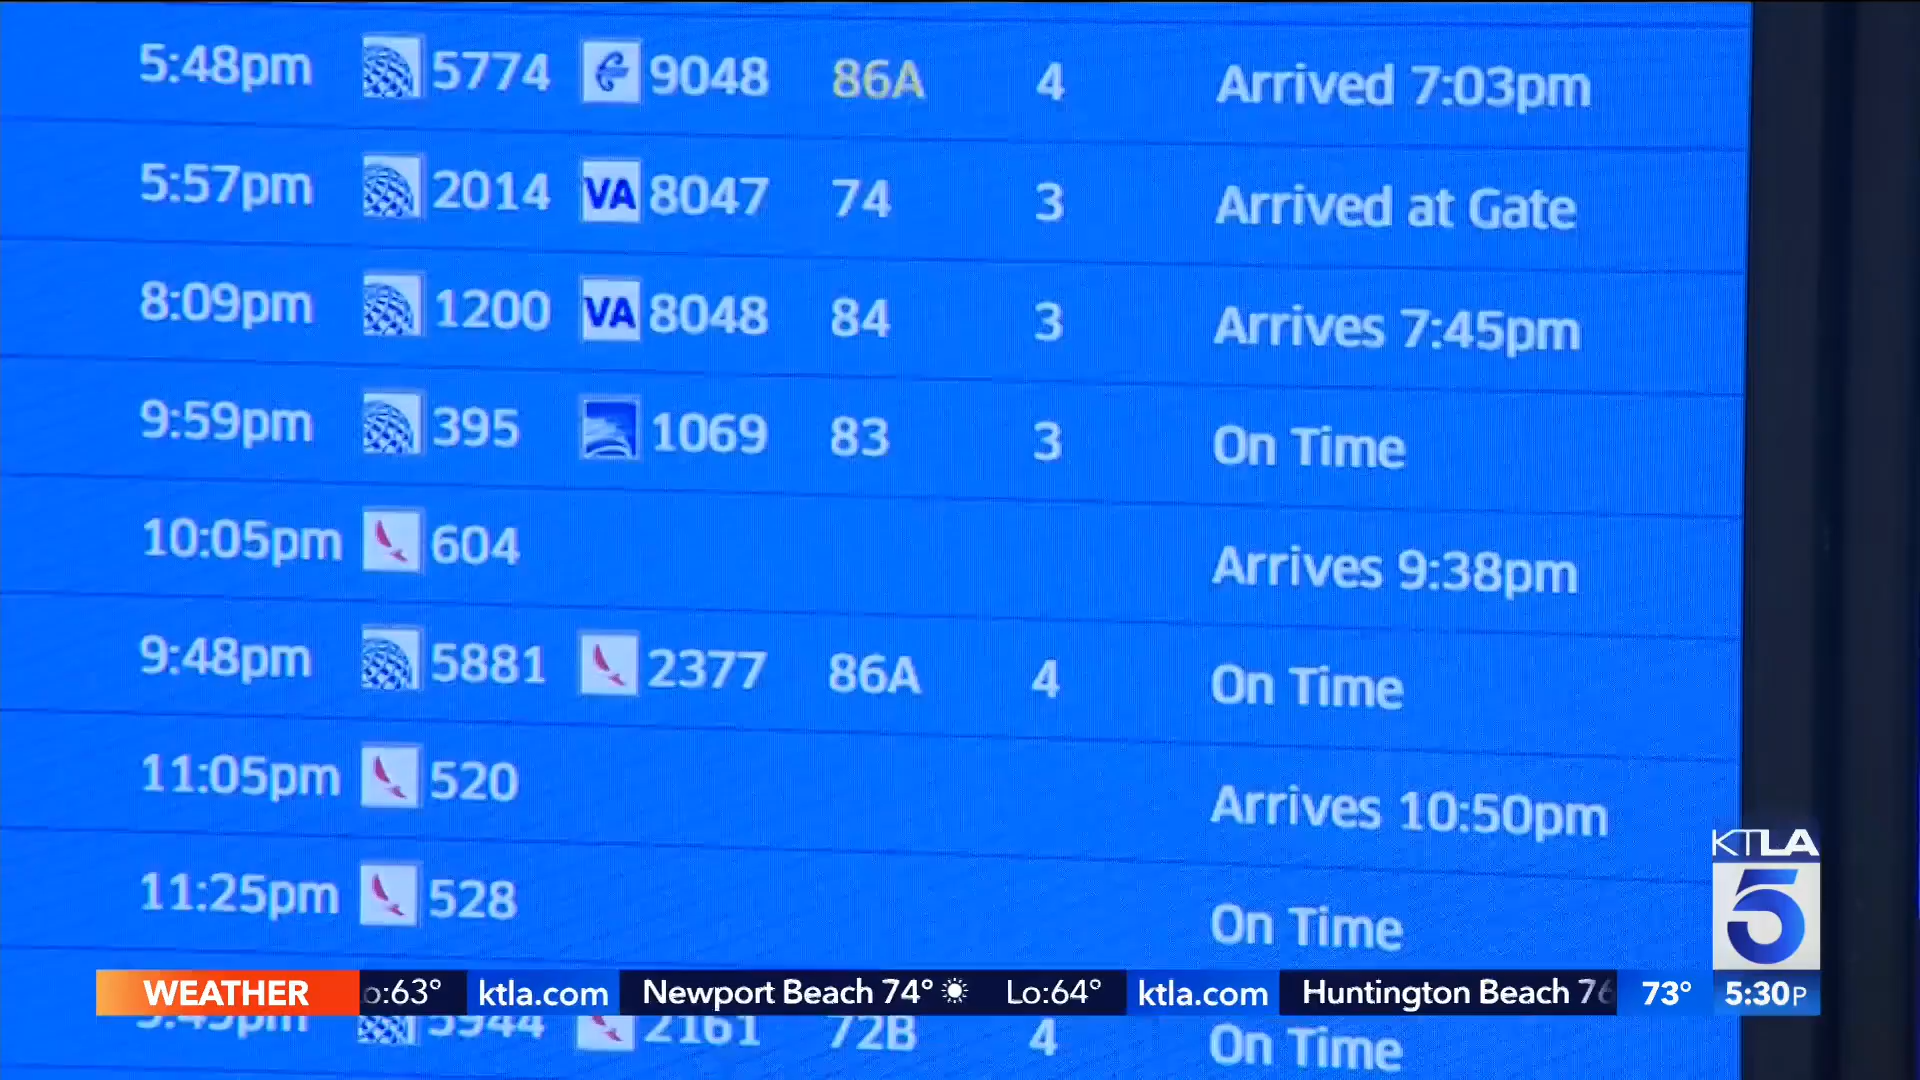 5:48pm 5774 9048 86A 4 Arrived 7:03pm
5:57pm 2014 VA 8047 74 3 Arrived at Gate
8:09pm 1200 VA 8048 84 3 Arrives 7:45pm
9:59pm 395 1069 83 3 On Time
10:05pm 604 Arrives 9:38pm
9:48pm 5881 2377 86A 4 On Time
11:05pm 520 Arrives 10:50pm
11:25pm 528 On Time
KTLA
5
WEATHER o:63° ktla.com Newport Beach 74° Lo:64° ktla.com Huntington Beach 76 73° 5:30P
5944 2161 72B 4 On Time